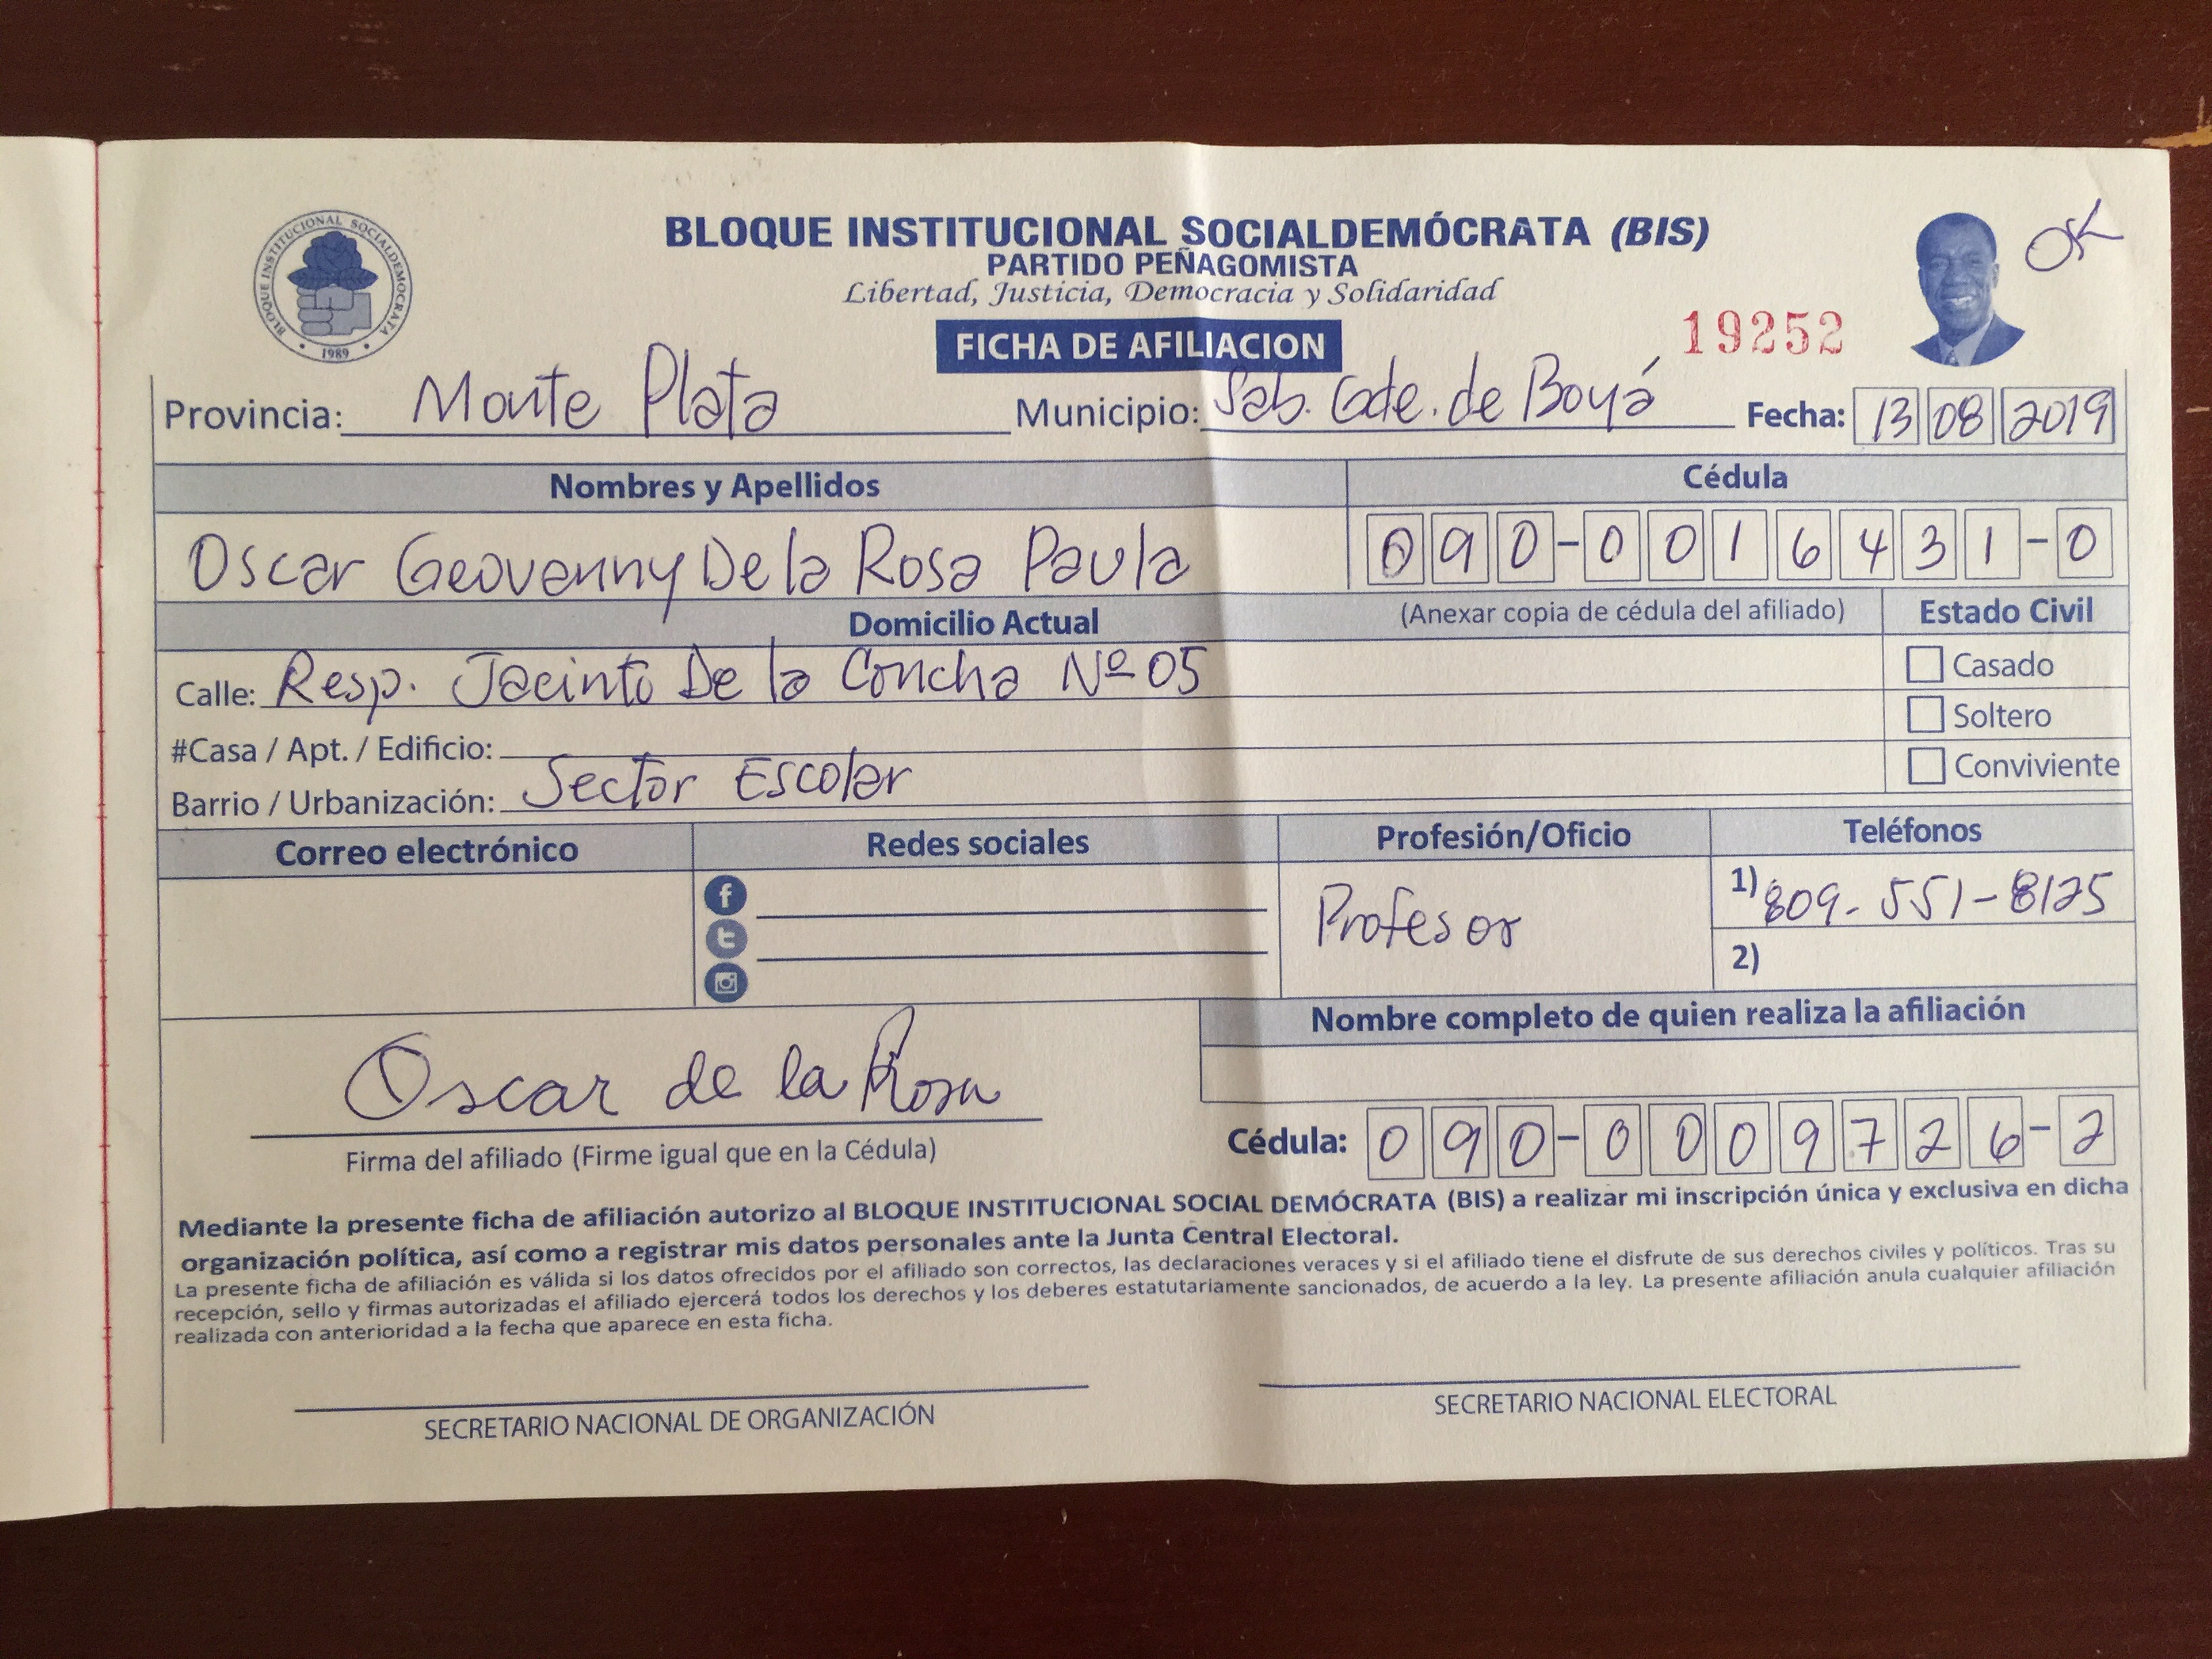 BLOQUE INSTITUCIONAL SOCIALDEMOCRATA
1989
BLOQUE INSTITUCIONAL SOCIALDEMÓCRATA (BIS)
PARTIDO PEÑAGOMISTA
Libertad, Justicia, Democracia y Solidaridad
OK
FICHA DE AFILIACION
19252
Provincia: Monte Plata Municipio: Sab. Gde. de Boyá Fecha: 13 08 2019
Nombres y Apellidos Cédula
Oscar Geovanny De la Rosa Paula 090-0016431-0
Domicilio Actual (Anexar copia de cédula del afiliado) Estado Civil
Calle: Resp. Jacinto De la Concha Nº 05 Casado
Soltero
#Casa / Apt. / Edificio:
Conviviente
Barrio / Urbanización: Sector Escolar
Correo electrónico Redes sociales Profesión/Oficio Teléfonos
1) 809-551-8125
Profesor
2)
Nombre completo de quien realiza la afiliación
Oscar de la Rosa
Firma del afiliado (Firme igual que en la Cédula) Cédula: 090-0009726-2
Mediante la presente ficha de afiliación autorizo al BLOQUE INSTITUCIONAL SOCIAL DEMÓCRATA (BIS) a realizar mi inscripción única y exclusiva en dicha
organización política, así como a registrar mis datos personales ante la Junta Central Electoral.
La presente ficha de afiliación es válida si los datos ofrecidos por el afiliado son correctos, las declaraciones veraces y si el afiliado tiene el disfrute de sus derechos civiles y políticos. Tras su
recepción, sello y firmas autorizadas el afiliado ejercerá todos los derechos y los deberes estatutariamente sancionados, de acuerdo a la ley. La presente afiliación anula cualquier afiliación
realizada con anterioridad a la fecha que aparece en esta ficha.
SECRETARIO NACIONAL DE ORGANIZACIÓN SECRETARIO NACIONAL ELECTORAL